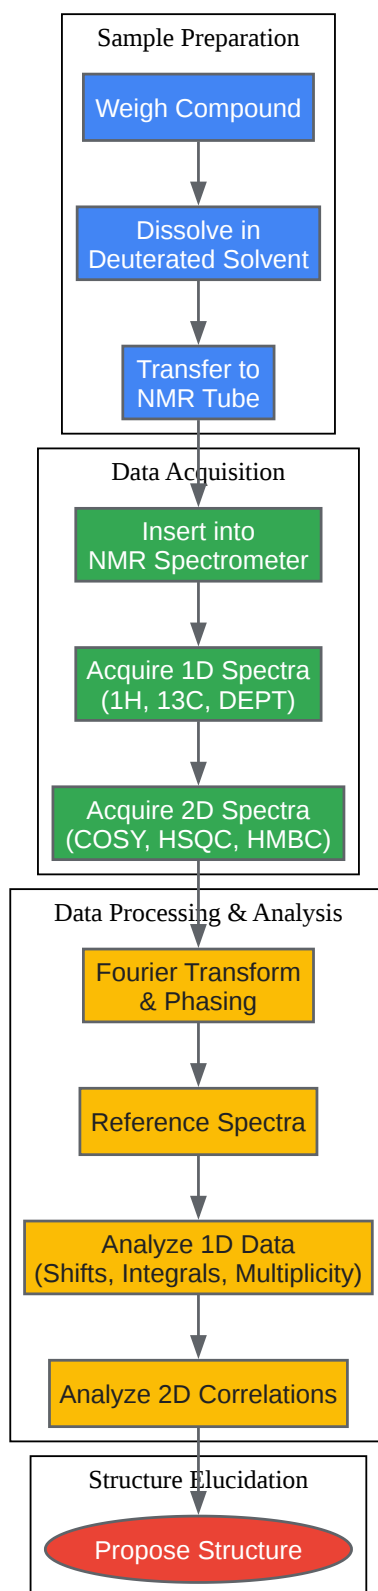 Sample Preparation
Weigh Compound
Dissolve in
Deuterated Solvent
Transfer to
NMR Tube
Data Acquisition
Insert into
NMR Spectrometer
Acquire 1D Spectra
(1H, 13C, DEPT)
Acquire 2D Spectra
(COSY, HSQC, HMBC)
Data Processing & Analysis
Fourier Transform
& Phasing
Reference Spectra
Analyze 1D Data
(Shifts, Integrals, Multiplicity)
Analyze 2D Correlations
Structure Elucidation
Propose Structure